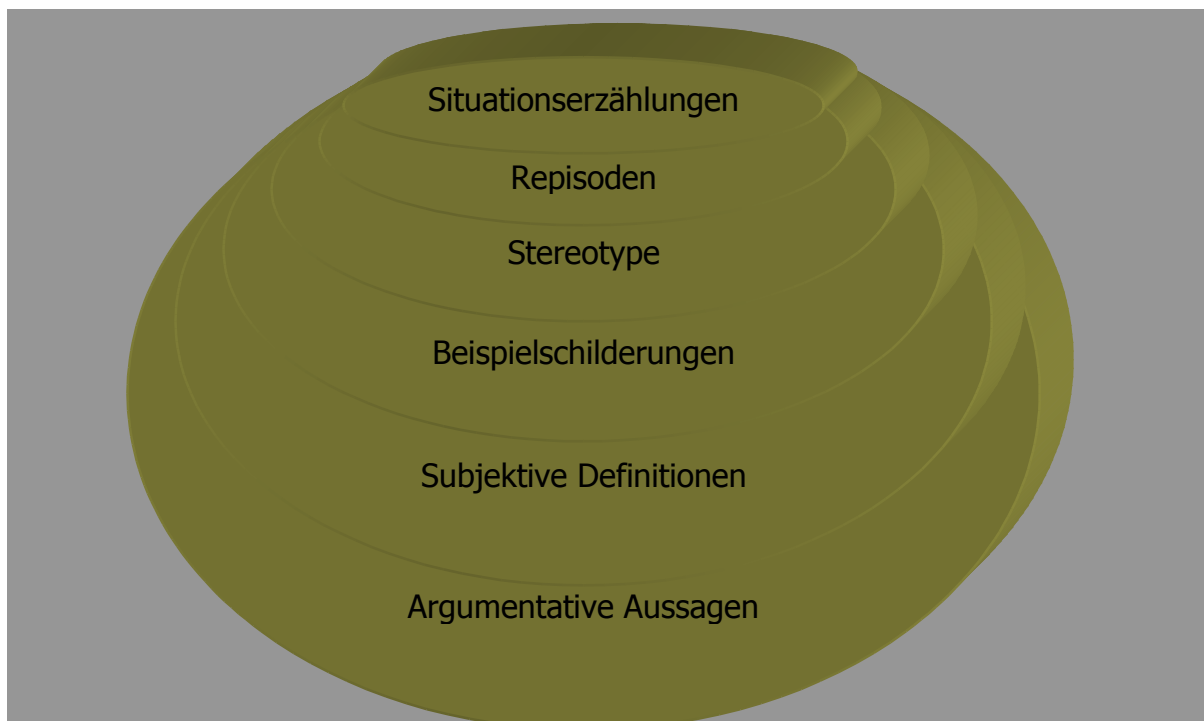 Situationserzählungen
Repisoden
Stereotype
Beispielschilderungen
Subjektive Definitionen
Argumentative Aussagen